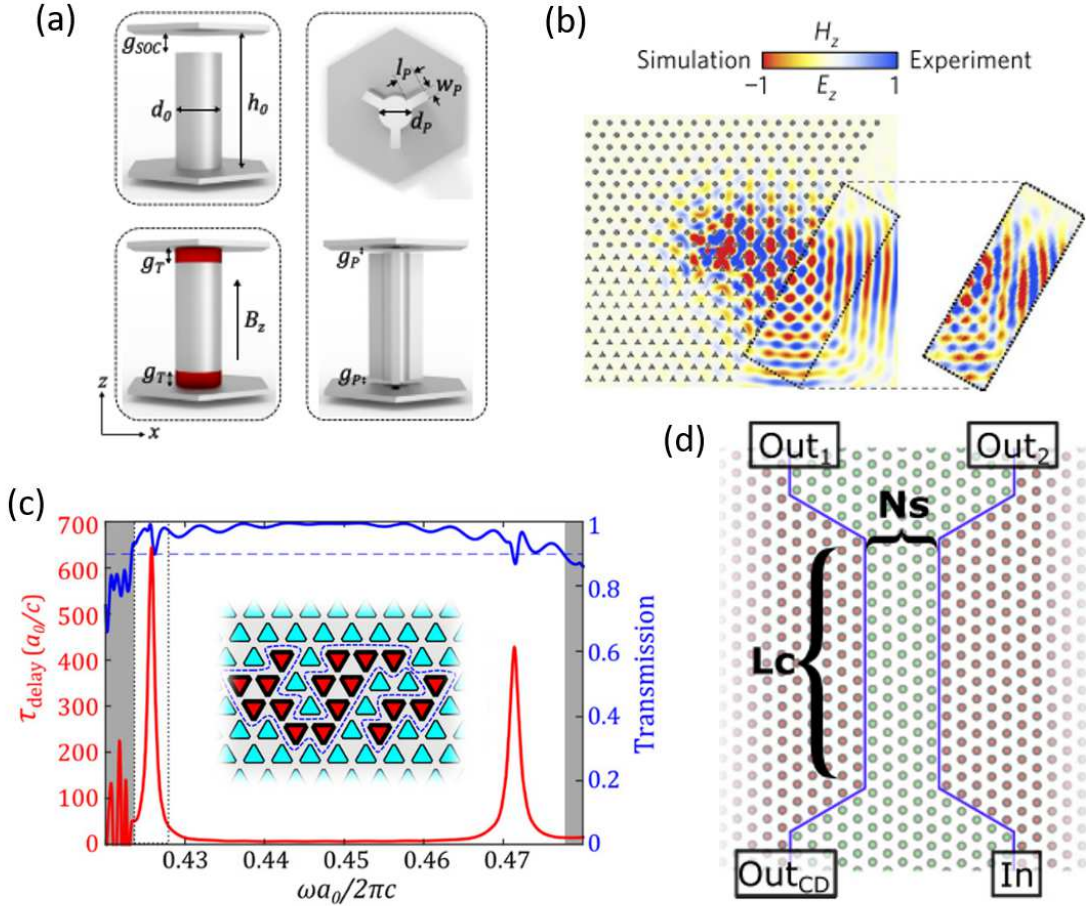 (a)
g_SOC
d_0
h_0
l_P
w_P
d_P
g_T
B_z
g_T
z
x
g_P
g_P
(b)
H_z
Simulation
Experiment
−1
E_z
1
(c)
τ_delay (a_0/c)
700
600
500
400
300
200
100
0
1
0.8
0.6
0.4
0.2
0
Transmission
0.43
0.44
0.45
0.46
0.47
ωa_0/2πc
(d)
Out_1
Out_2
Ns
Lc
Out_CD
In